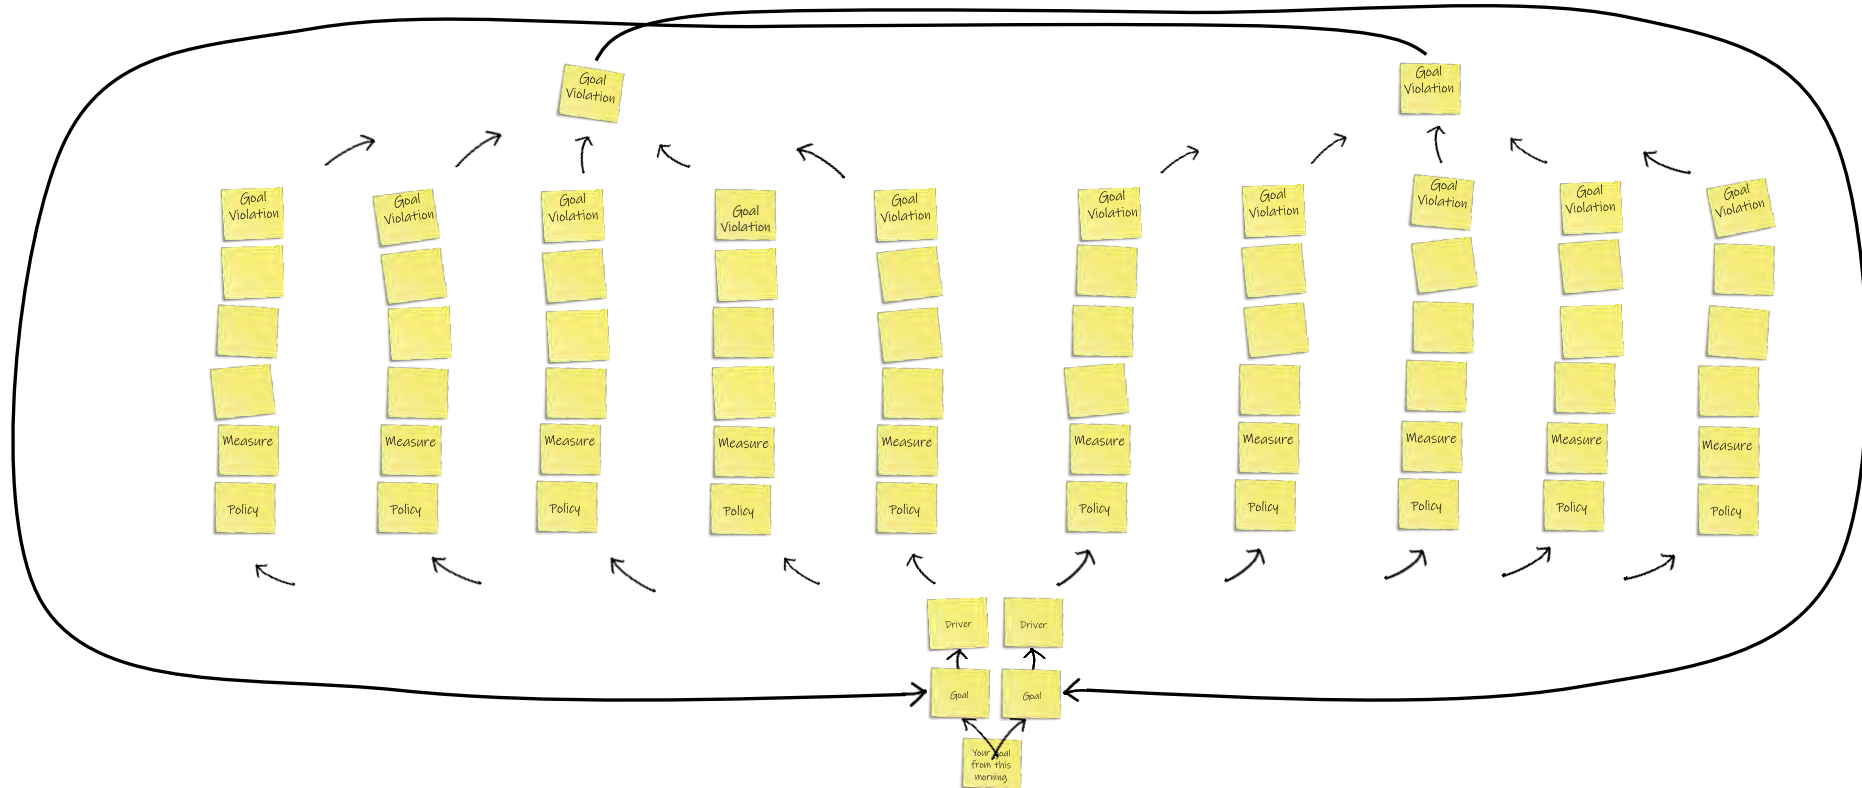 Goal
Violation
Goal
Violation
Goal
Violation
Goal
Violation
Goal
Violation
Goal
Violation
Goal
Violation
Goal
Violation
Goal
Violation
Goal
Violation
Goal
Violation
Goal
Violation
Measure
Measure
Measure
Measure
Measure
Measure
Measure
Measure
Measure
Measure
Policy
Policy
Policy
Policy
Policy
Policy
Policy
Policy
Policy
Policy
Driver
Driver
Goal
Goal
Your Goal
from this
morning